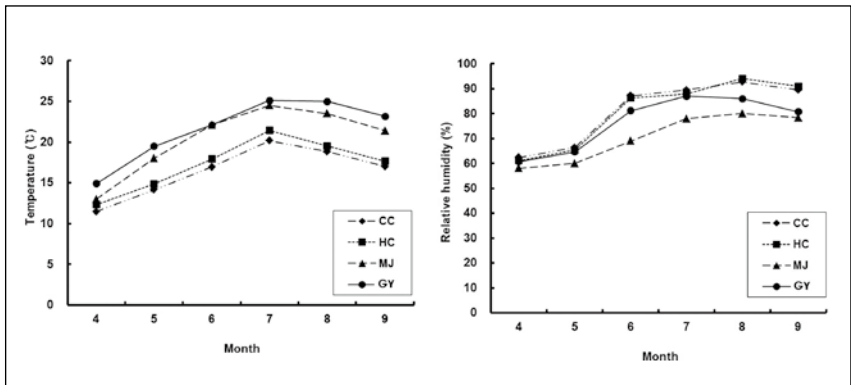 30
25
20
15
10
5
0
Temperature (℃)
4 5 6 7 8 9
Month
CC
HC
MJ
GY
100
90
80
70
60
50
40
30
20
10
0
Relative humidity (%)
4 5 6 7 8 9
Month
CC
HC
MJ
GY